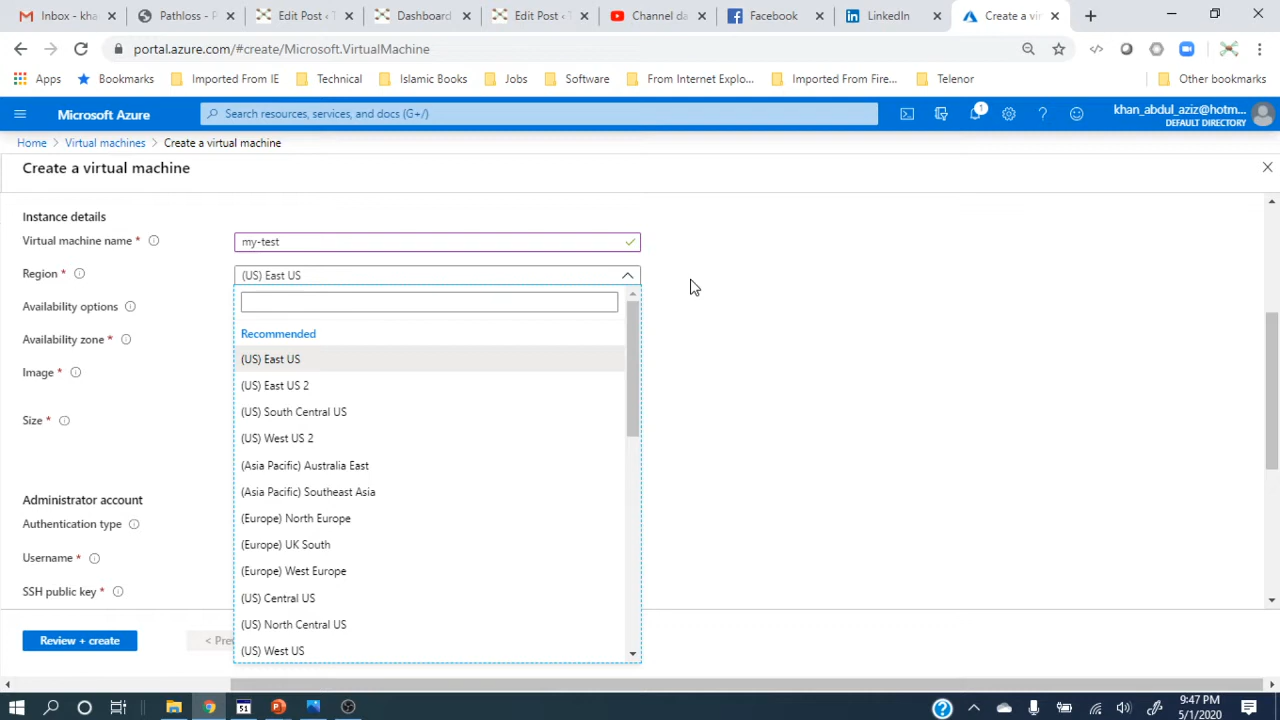 Inbox - kha
Pathloss - P
Edit Post ‹ T
Dashboard
Edit Post ‹ T
Channel da
Facebook
LinkedIn
Create a vi
portal.azure.com/#create/Microsoft.VirtualMachine
Apps
Bookmarks
Imported From IE
Technical
Islamic Books
Jobs
Software
From Internet Explo...
Imported From Fire...
Telenor
Other bookmarks
Microsoft Azure
Search resources, services, and docs (G+/)
1
khan_abdul_aziz@hotm...
DEFAULT DIRECTORY
Home > Virtual machines > Create a virtual machine
Create a virtual machine
Instance details
Virtual machine name *
my-test
Region *
(US) East US
Availability options
Availability zone *
Image *
Size *
Recommended
(US) East US
(US) East US 2
(US) South Central US
(US) West US 2
(Asia Pacific) Australia East
(Asia Pacific) Southeast Asia
(Europe) North Europe
(Europe) UK South
(Europe) West Europe
(US) Central US
(US) North Central US
(US) West US
Administrator account
Authentication type
Username *
SSH public key *
Review + create
< Prev
9:47 PM
5/1/2020